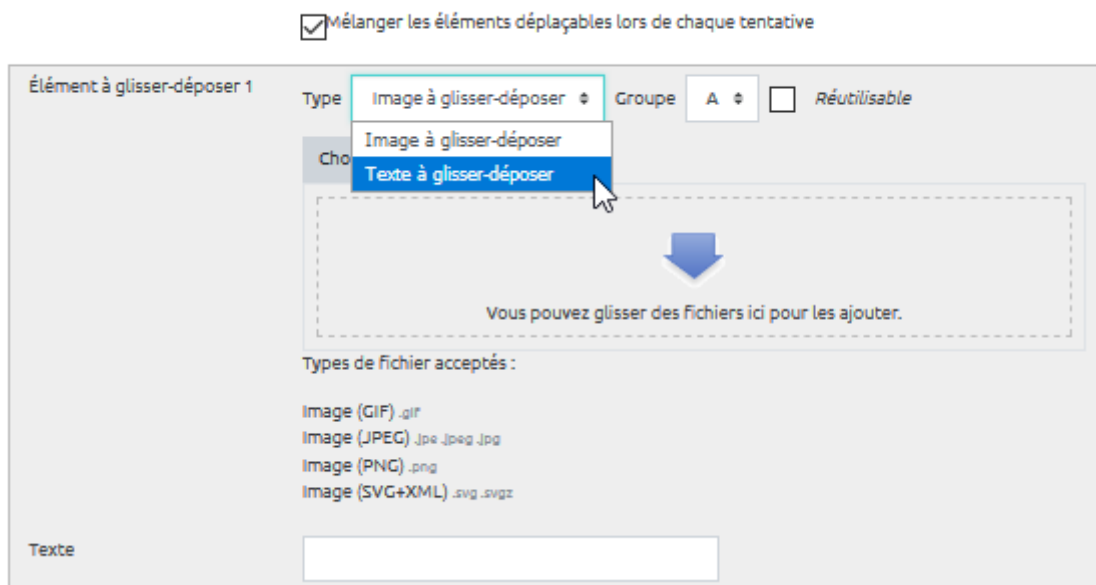 Mélanger les éléments déplaçables lors de chaque tentative
Élément à glisser-déposer 1
Type Image à glisser-déposer Groupe A Réutilisable
Image à glisser-déposer
Cho
Texte à glisser-déposer
Vous pouvez glisser des fichiers ici pour les ajouter.
Types de fichier acceptés :
Image (GIF) .gif
Image (JPEG) .jpe .jpeg .jpg
Image (PNG) .png
Image (SVG+XML) .svg .svgz
Texte